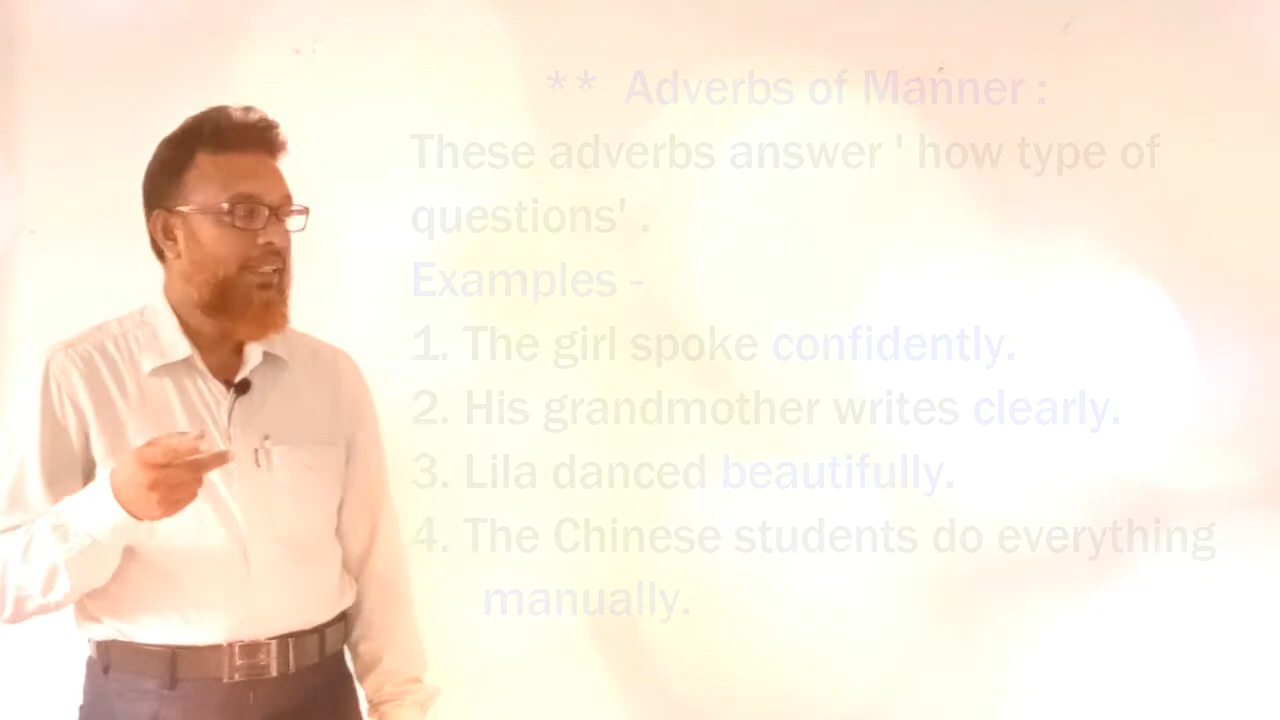 ** Adverbs of Manner :
These adverbs answer ' how type of
questions' .
Examples -
1. The girl spoke confidently.
2. His grandmother writes clearly.
3. Lila danced beautifully.
4. The Chinese students do everything
manually.